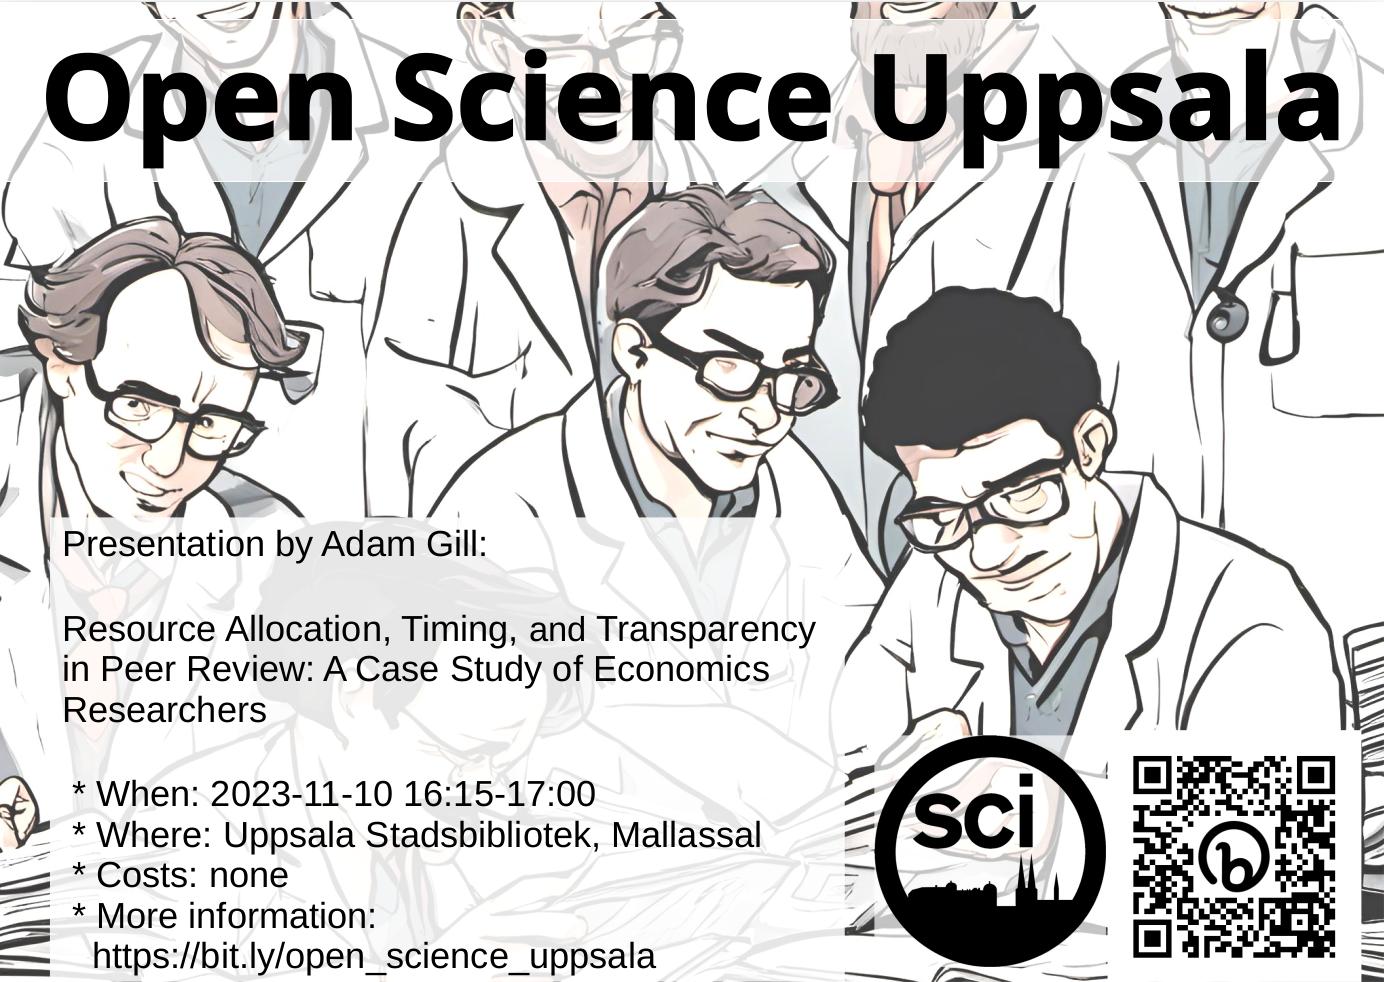 Open Science Uppsala
Presentation by Adam Gill:
Resource Allocation, Timing, and Transparency
in Peer Review: A Case Study of Economics
Researchers
* When: 2023-11-10 16:15-17:00
* Where: Uppsala Stadsbibliotek, Mallassal
* Costs: none
* More information:
https://bit.ly/open_science_uppsala
sci
b